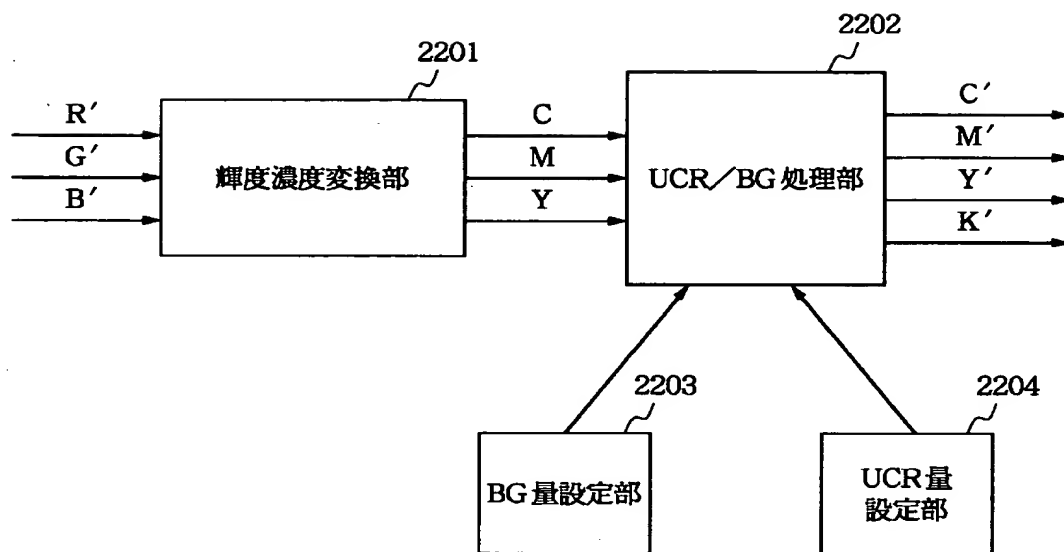 2201
2202
R′
G′
B′
輝度濃度変換部
C
M
Y
UCR／BG処理部
C′
M′
Y′
K′
2203
2204
BG量設定部
UCR量
設定部